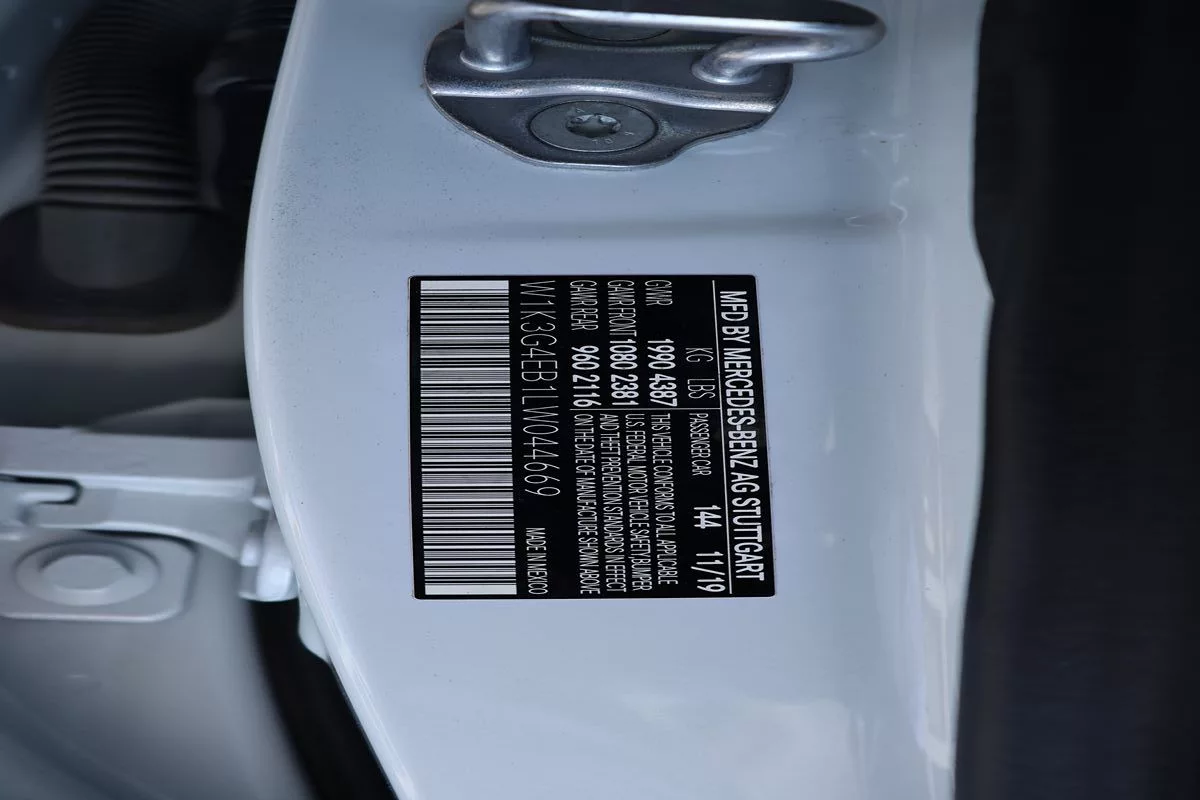 MFD BY MERCEDES-BENZ AG STUTTGART
KG LBS PASSENGER CAR 144 11/19
GVWR 1990 4387 THIS VEHICLE CONFORMS TO ALL APPLICABLE
GAWR FRONT 1080 2381 U.S. FEDERAL MOTOR VEHICLE SAFETY, BUMPER
AND THEFT PREVENTION STANDARDS IN EFFECT
GAWR REAR 960 2116 ON THE DATE OF MANUFACTURE SHOWN ABOVE
W1K3G4EB1LW044669 MADE IN MEXICO